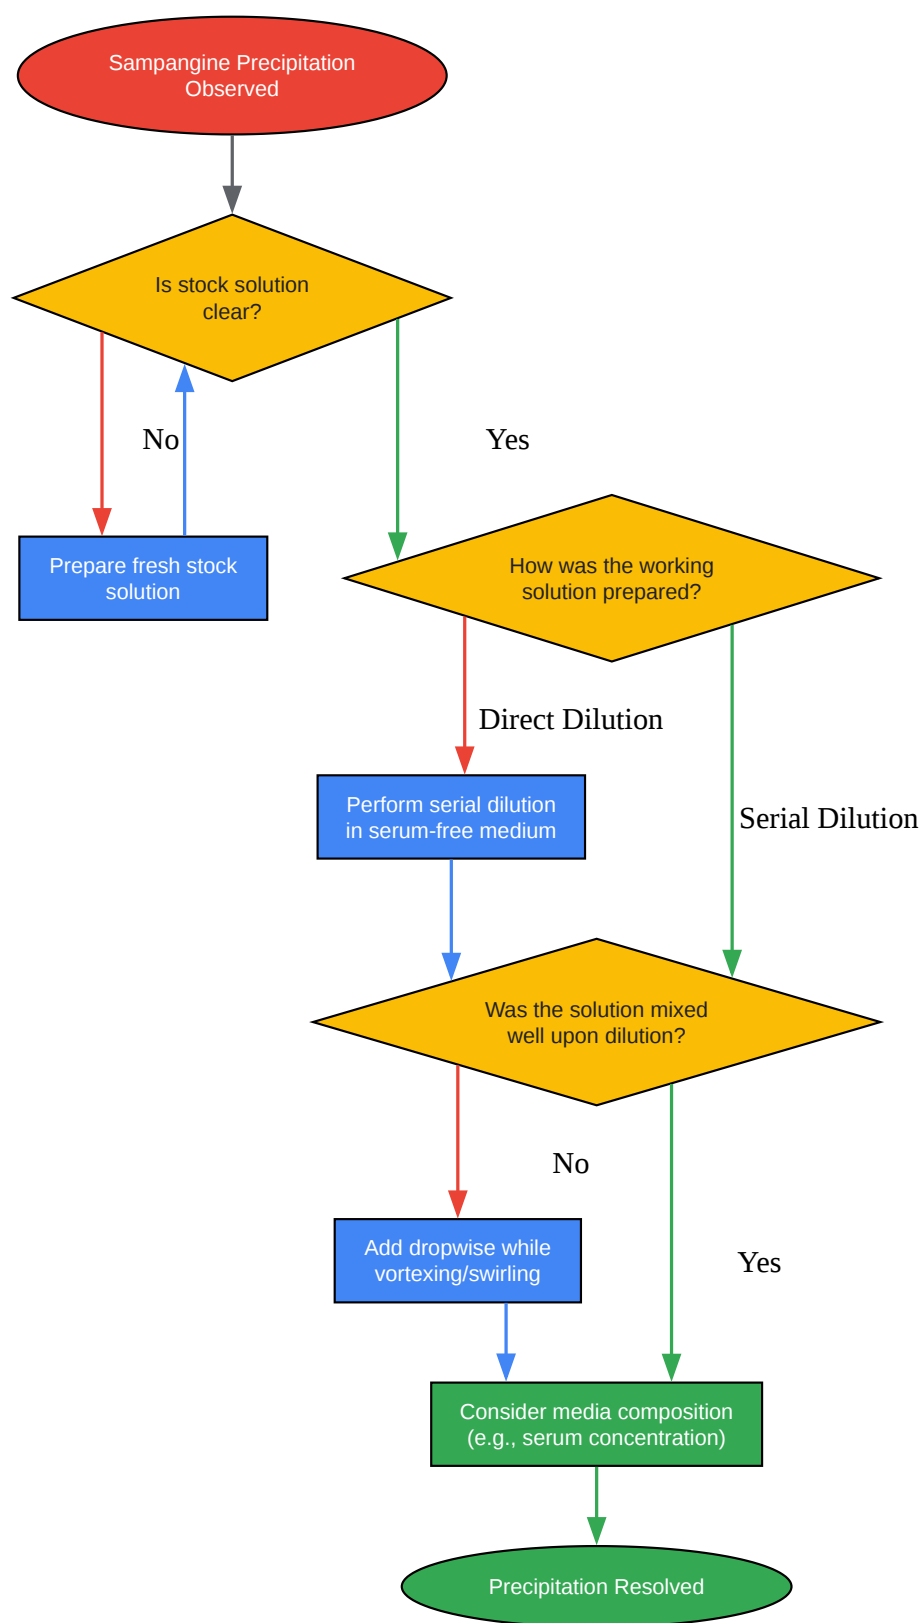 Sampangine Precipitation
Observed
Is stock solution
clear?
No
Yes
Prepare fresh stock
solution
How was the working
solution prepared?
Direct Dilution
Perform serial dilution
in serum-free medium
Serial Dilution
Was the solution mixed
well upon dilution?
No
Add dropwise while
vortexing/swirling
Yes
Consider media composition
(e.g., serum concentration)
Precipitation Resolved